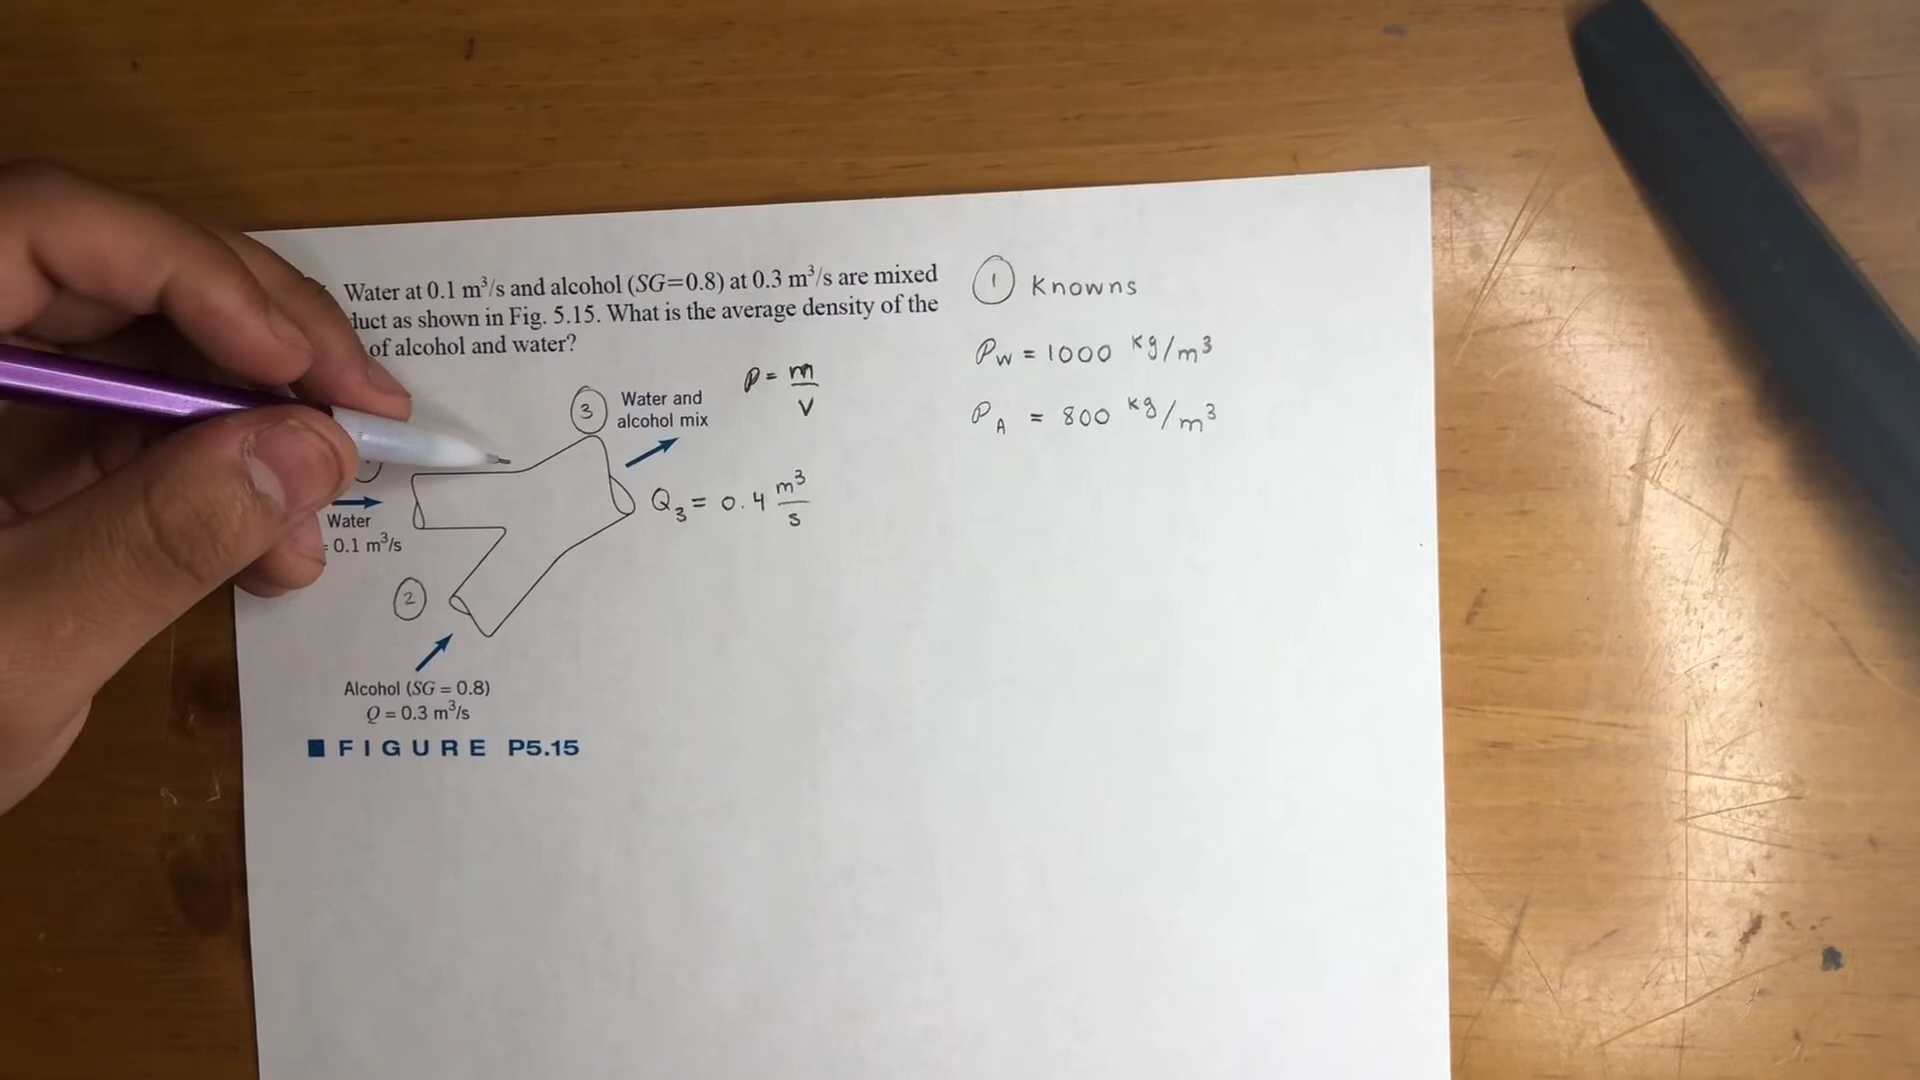 Water at 0.1 m³/s and alcohol (SG=0.8) at 0.3 m³/s are mixed
duct as shown in Fig. 5.15. What is the average density of the
of alcohol and water?
① Knowns
ρ_W = 1000 kg/m³
ρ_A = 800 kg/m³
ρ = m/V
③
Water and
alcohol mix
Q₃ = 0.4 m³/s
Water
= 0.1 m³/s
②
Alcohol (SG = 0.8)
Q = 0.3 m³/s
FIGURE P5.15